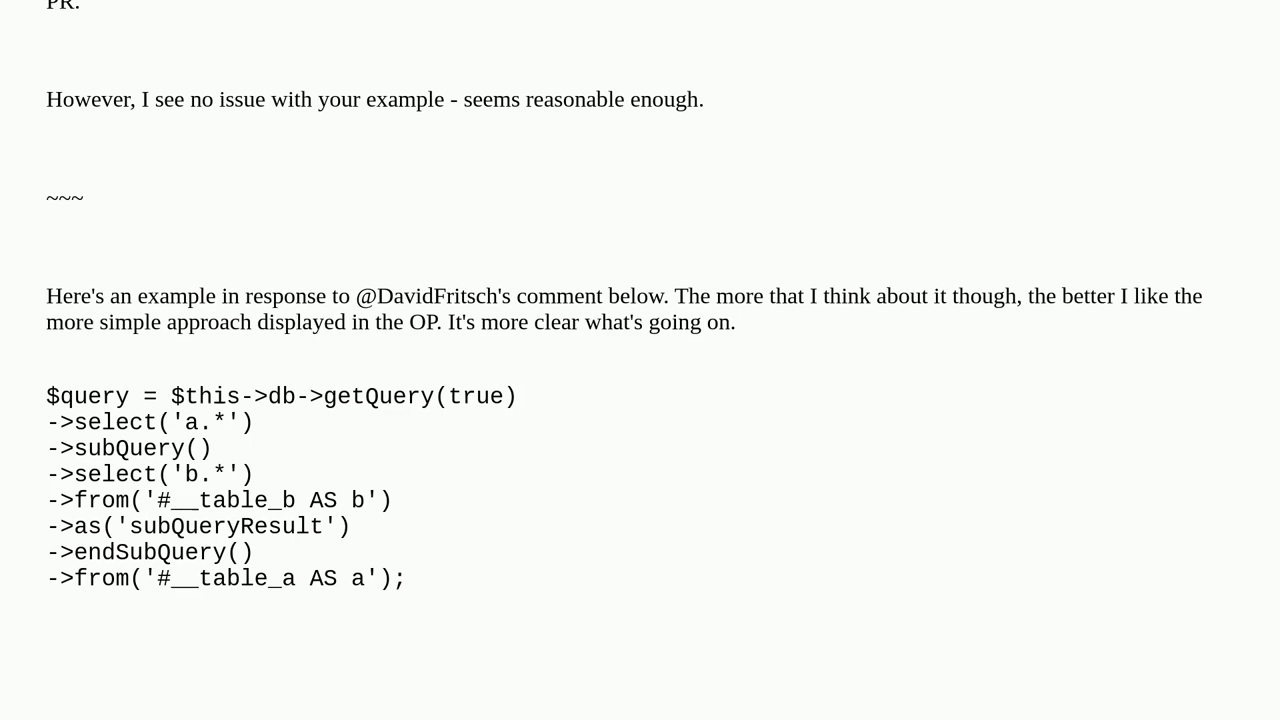 PR.
However, I see no issue with your example - seems reasonable enough.
~~~
Here's an example in response to @DavidFritsch's comment below. The more that I think about it though, the better I like the
more simple approach displayed in the OP. It's more clear what's going on.
$query = $this->db->getQuery(true)
->select('a.*')
->subQuery()
->select('b.*')
->from('#__table_b AS b')
->as('subQueryResult')
->endSubQuery()
->from('#__table_a AS a');